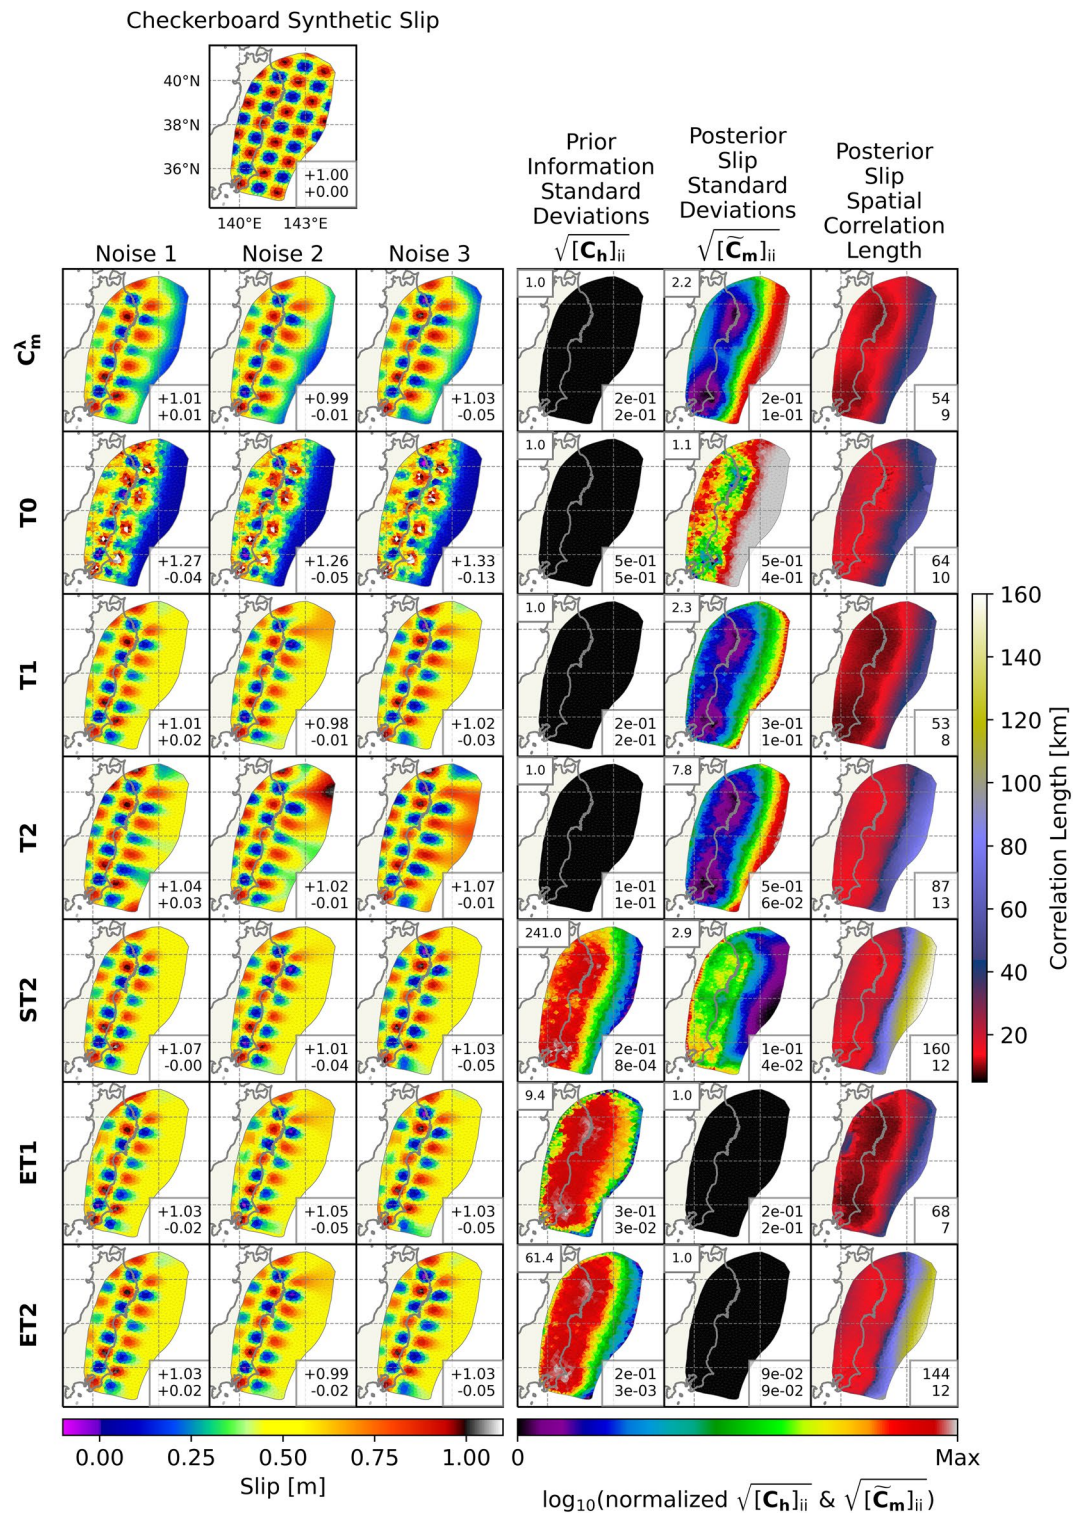 Checkerboard Synthetic Slip
40°N
38°N
36°N
+1.00
+0.00
140°E 143°E
Prior
Information
Standard
Deviations
√[C_h]_ii
Posterior
Slip
Standard
Deviations
√[C̃_m]_ii
Posterior
Slip
Spatial
Correlation
Length
Noise 1 Noise 2 Noise 3
C_m^λ
+1.01
+0.01
+0.99
-0.01
+1.03
-0.05
1.0
2e-01
2e-01
2.2
2e-01
1e-01
54
9
T0
+1.27
-0.04
+1.26
-0.05
+1.33
-0.13
1.0
5e-01
5e-01
1.1
5e-01
4e-01
64
10
T1
+1.01
+0.02
+0.98
-0.01
+1.02
-0.03
1.0
2e-01
2e-01
2.3
3e-01
1e-01
53
8
T2
+1.04
+0.03
+1.02
-0.01
+1.07
-0.01
1.0
1e-01
1e-01
7.8
5e-01
6e-02
87
13
ST2
+1.07
-0.00
+1.01
-0.04
+1.03
-0.05
241.0
2e-01
8e-04
2.9
1e-01
4e-02
160
12
ET1
+1.03
-0.02
+1.05
-0.05
+1.03
-0.05
9.4
3e-01
3e-02
1.0
2e-01
2e-01
68
7
ET2
+1.03
+0.02
+0.99
-0.02
+1.03
-0.05
61.4
2e-01
3e-03
1.0
9e-02
9e-02
144
12
160
140
120
100
80
60
40
20
Correlation Length [km]
0.00 0.25 0.50 0.75 1.00
Slip [m]
0 Max
log₁₀(normalized √[C_h]_ii & √[C̃_m]_ii)